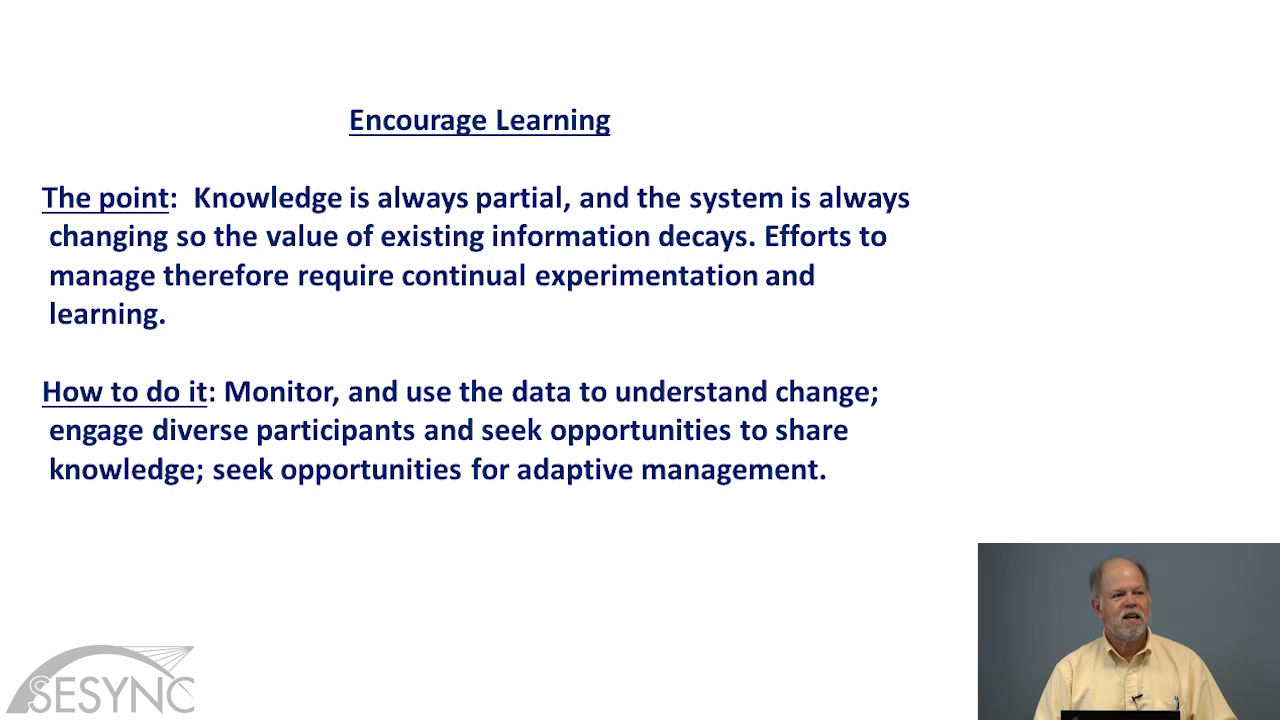 Encourage Learning
The point:  Knowledge is always partial, and the system is always
changing so the value of existing information decays. Efforts to
manage therefore require continual experimentation and
learning.
How to do it: Monitor, and use the data to understand change;
engage diverse participants and seek opportunities to share
knowledge; seek opportunities for adaptive management.
SESYNC